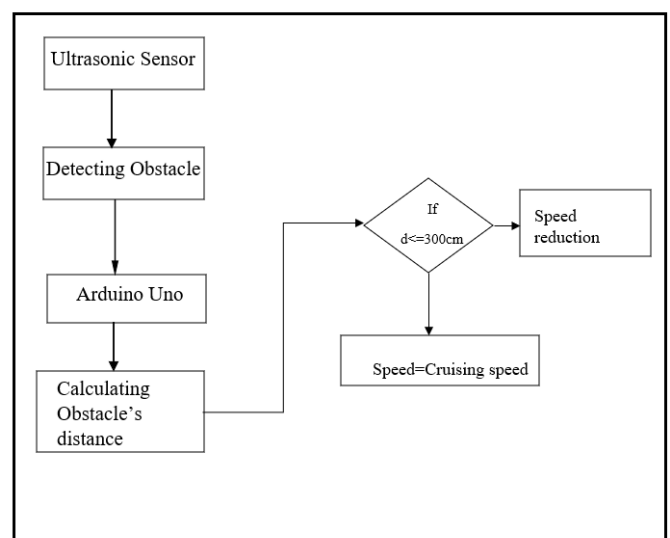 Ultrasonic Sensor
Detecting Obstacle
Arduino Uno
Calculating
Obstacle’s
distance
If
d<=300cm
Speed
reduction
Speed=Cruising speed